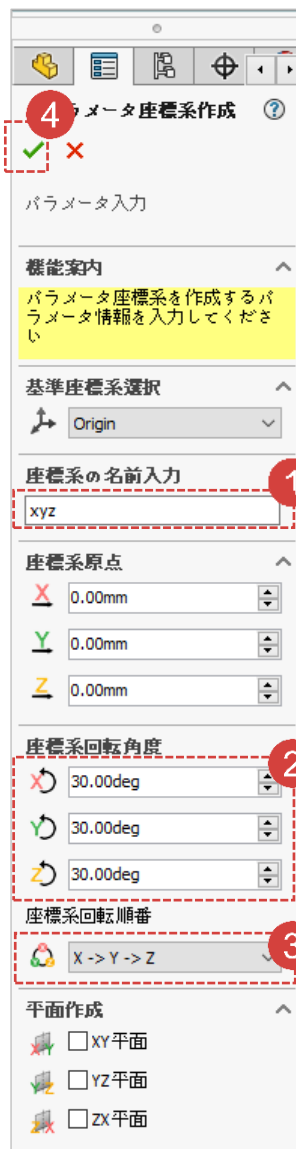 4
ラメータ座標系作成
パラメータ入力
機能案内
パラメータ座標系を作成するパ
ラメータ情報を入力してくださ
い
基準座標系選択
Origin
座標系の名前入力
1
xyz
座標系原点
X 0.00mm
Y 0.00mm
Z 0.00mm
座標系回転角度
2
X 30.00deg
Y 30.00deg
Z 30.00deg
座標系回転順番
X -> Y -> Z
3
平面作成
XY平面
YZ平面
ZX平面